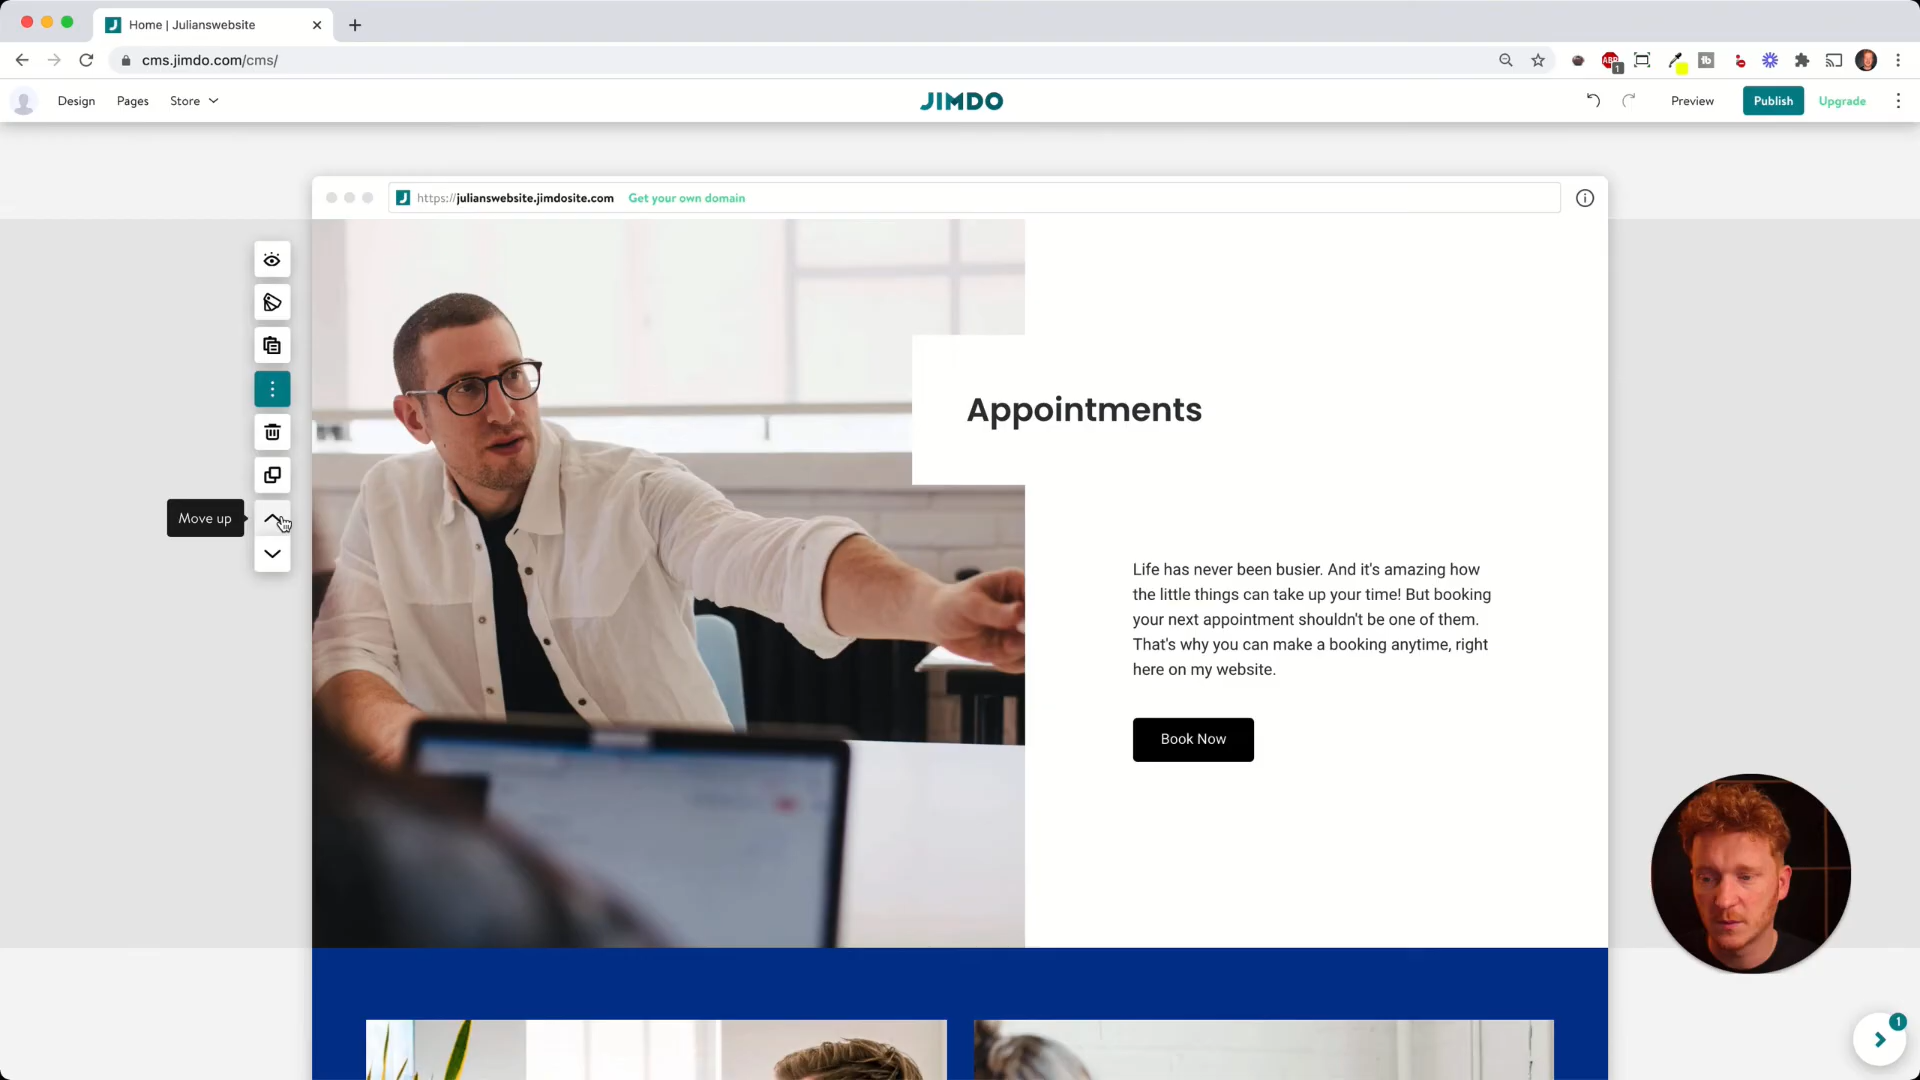 Home | Julianswebsite
cms.jimdo.com/cms/
ABP
1
tb
Design
Pages
Store
JIMDO
Preview
Publish
Upgrade
https://julianswebsite.jimdosite.com
Get your own domain
Appointments
Move up
Life has never been busier. And it's amazing how
the little things can take up your time! But booking
your next appointment shouldn't be one of them.
That's why you can make a booking anytime, right
here on my website.
Book Now
1